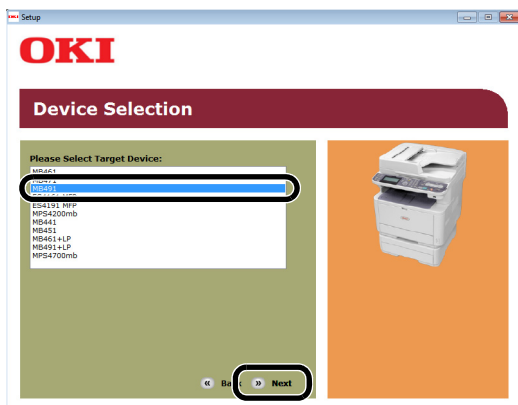 Setup
OKI
Device Selection
Please Select Target Device:
MB461
MB471
MB491
ES4191 MFP
MPS4200mb
MB441
MB451
MB461+LP
MB491+LP
MPS4700mb
Next